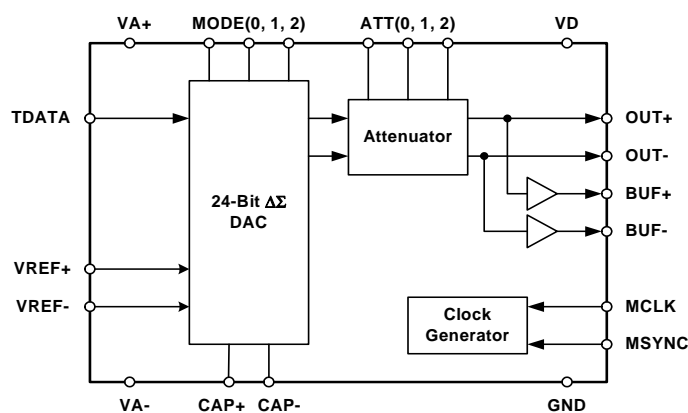 VA+
MODE(0, 1, 2)
ATT(0, 1, 2)
VD
TDATA
Attenuator
OUT+
OUT-
24-Bit ΔΣ
DAC
BUF+
BUF-
VREF+
VREF-
Clock
Generator
MCLK
MSYNC
VA-
CAP+
CAP-
GND